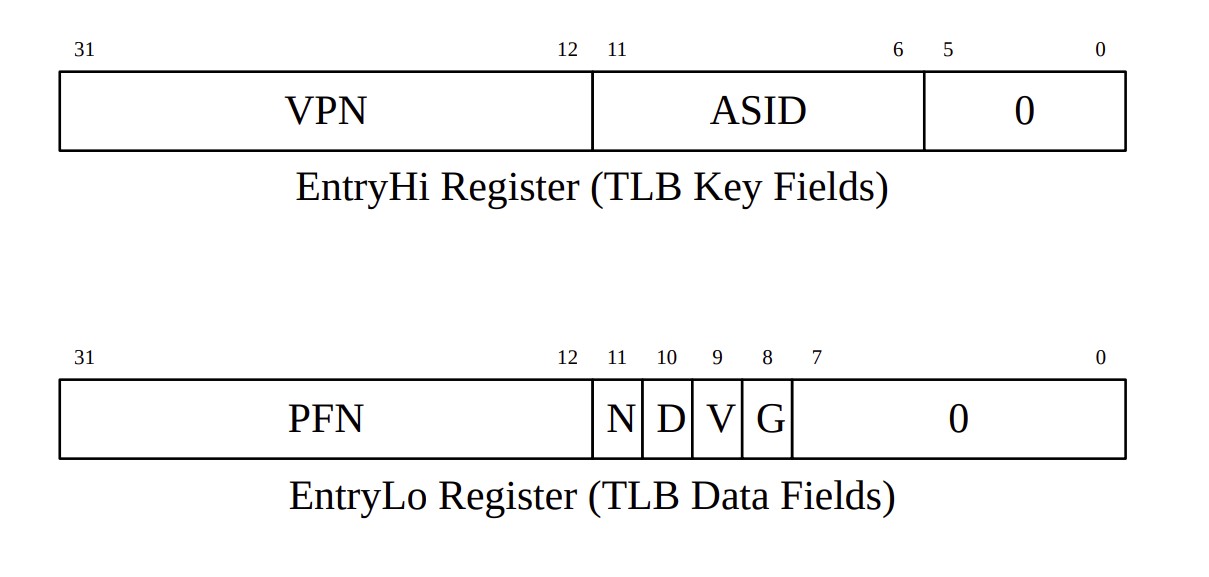 31 12 11 6 5 0
VPN ASID 0
EntryHi Register (TLB Key Fields)
31 12 11 10 9 8 7 0
PFN N D V G 0
EntryLo Register (TLB Data Fields)